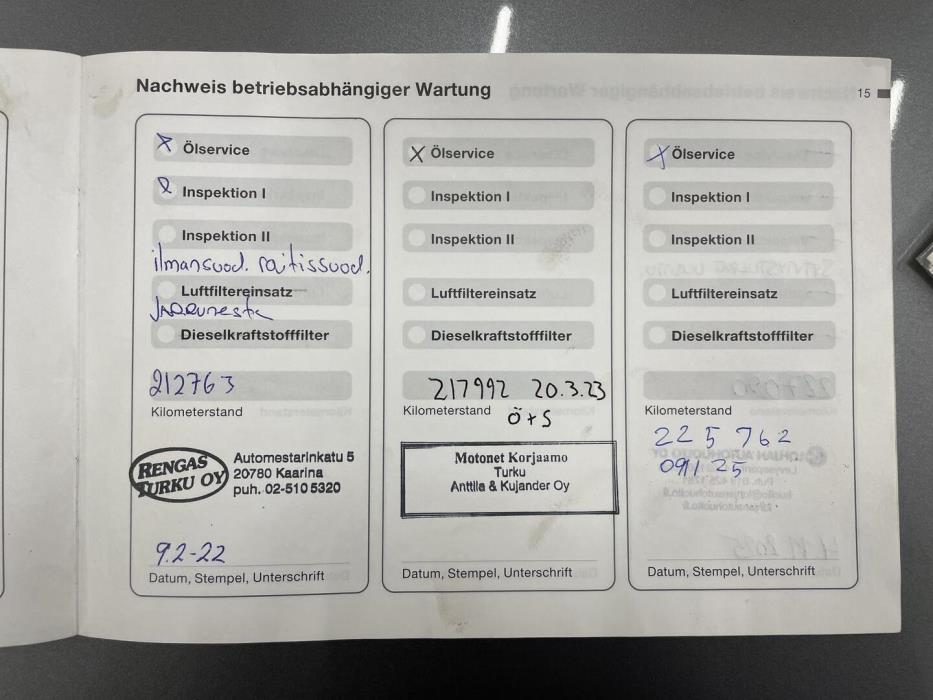 Nachweis betriebsabhängiger Wartung
15
X Ölservice
Inspektion I
Inspektion II
ilmansuod. raitissuod.
Luftfiltereinsatz
Jarruneste
Dieselkraftstofffilter
212763
Kilometerstand
RENGAS
TURKU OY
Automestarinkatu 5
20780 Kaarina
puh. 02-510 5320
9.2-22
Datum, Stempel, Unterschrift
X Ölservice
Inspektion I
Inspektion II
Luftfiltereinsatz
Dieselkraftstofffilter
217992 20.3.23
Kilometerstand
Ö+S
Motonet Korjaamo
Turku
Anttila & Kujander Oy
Datum, Stempel, Unterschrift
X Ölservice
Inspektion I
Inspektion II
Luftfiltereinsatz
Dieselkraftstofffilter
Kilometerstand
225 762
09/1 25
Datum, Stempel, Unterschrift